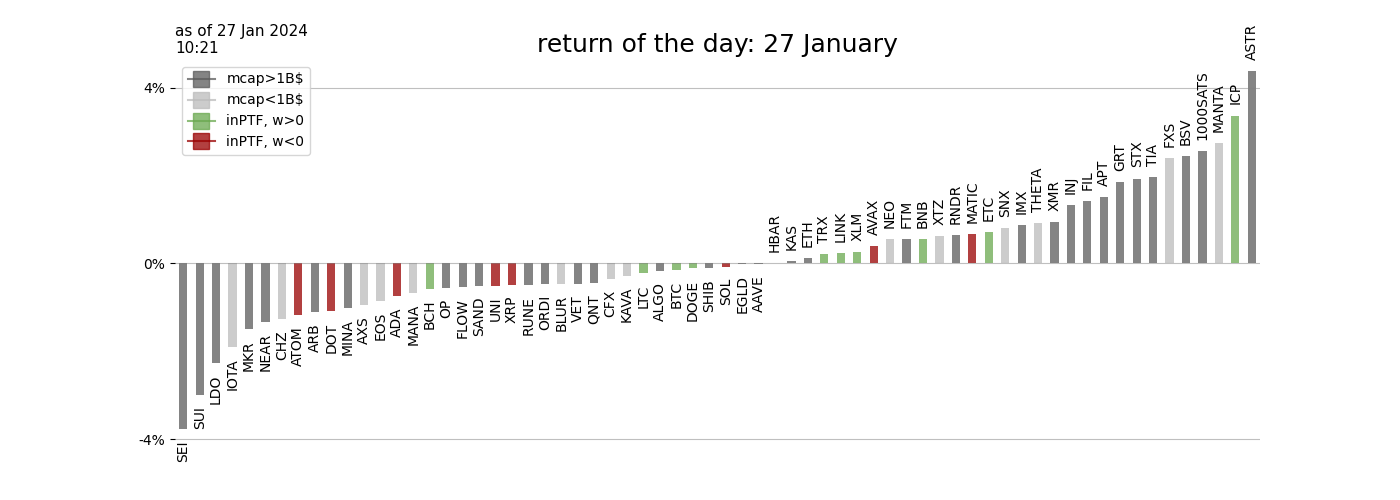 as of 27 Jan 2024
10:21
return of the day: 27 January
mcap>1B$
mcap<1B$
inPTF, w>0
inPTF, w<0
4%
0%
-4%
SEI
SUI
LDO
IOTA
MKR
NEAR
CHZ
ATOM
ARB
DOT
MINA
AXS
EOS
ADA
MANA
BCH
OP
FLOW
SAND
UNI
XRP
RUNE
ORDI
BLUR
VET
QNT
CFX
KAVA
LTC
ALGO
BTC
DOGE
SHIB
SOL
EGLD
AAVE
HBAR
KAS
ETH
TRX
LINK
XLM
AVAX
NEO
FTM
BNB
XTZ
RNDR
MATIC
ETC
SNX
IMX
THETA
XMR
INJ
FIL
APT
GRT
STX
TIA
FXS
BSV
1000SATS
MANTA
ICP
ASTR